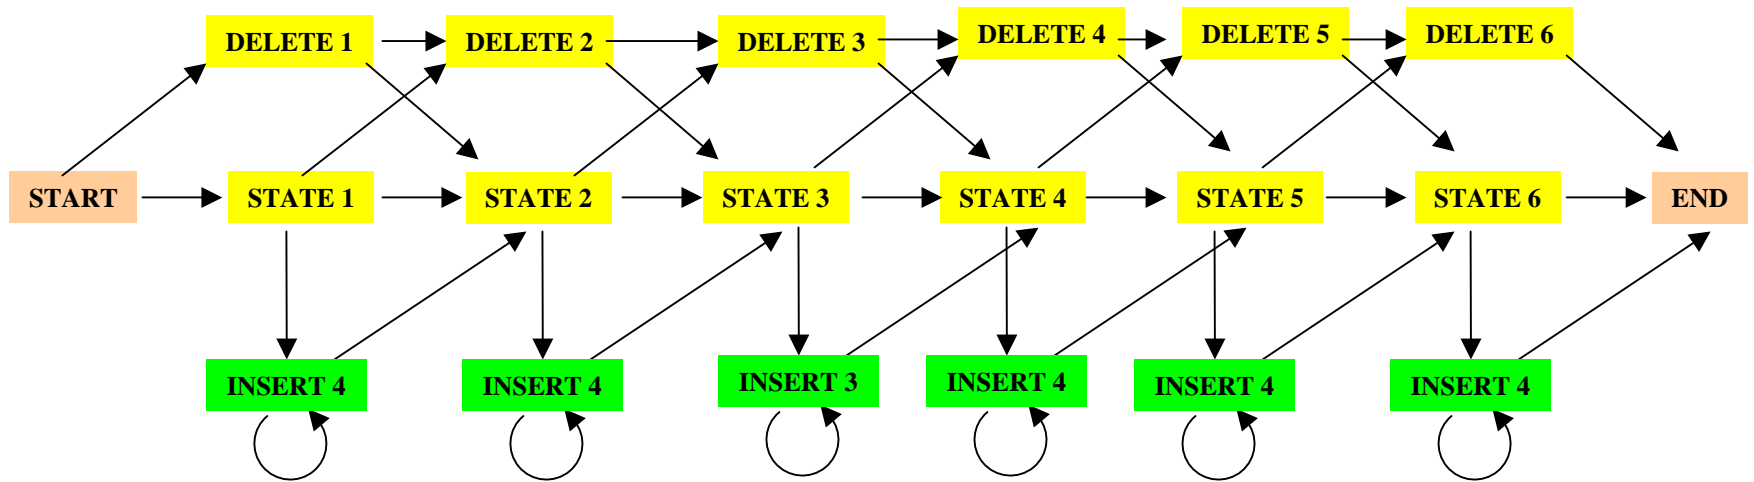 DELETE 1
DELETE 2
DELETE 3
DELETE 4
DELETE 5
DELETE 6
START
STATE 1
STATE 2
STATE 3
STATE 4
STATE 5
STATE 6
END
INSERT 4
INSERT 4
INSERT 3
INSERT 4
INSERT 4
INSERT 4